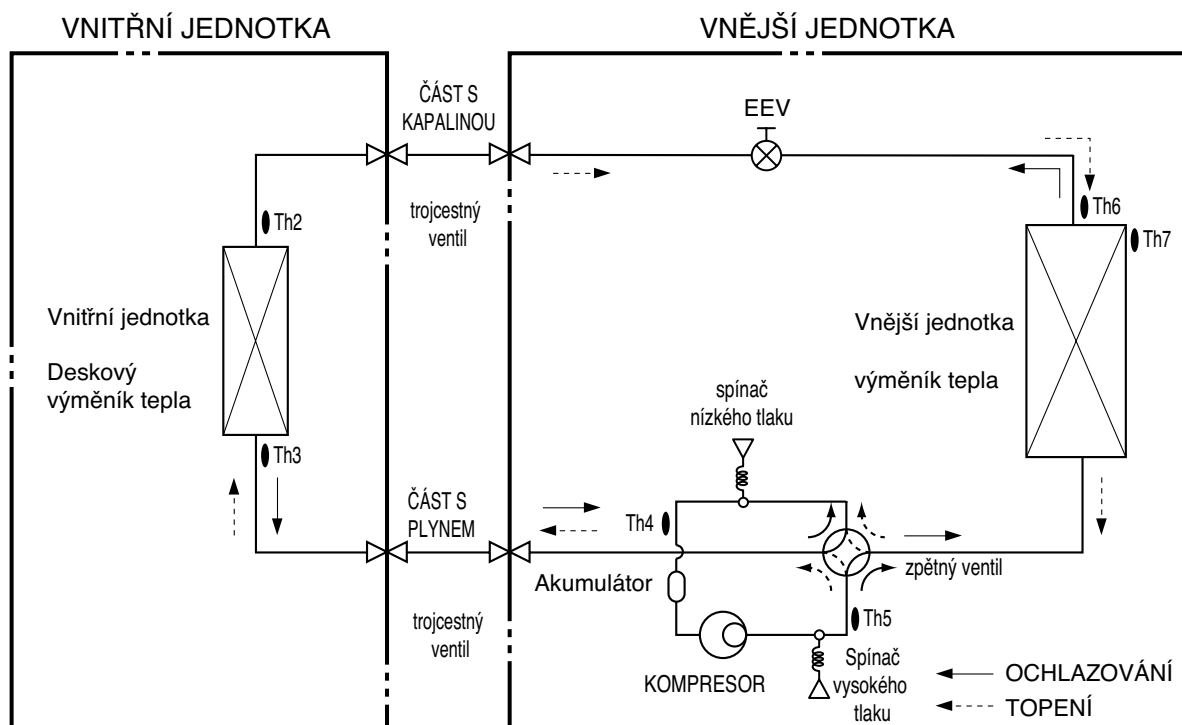 VNITŘNÍ JEDNOTKA
VNĚJŠÍ JEDNOTKA
ČÁST S
KAPALINOU
EEV
trojcestný
ventil
Th2
Th6
Th7
Vnitřní jednotka
Deskový
výměník tepla
Vnější jednotka
výměník tepla
spínač
nízkého tlaku
Th3
ČÁST S
PLYNEM
Th4
zpětný ventil
Akumulátor
trojcestný
ventil
Th5
KOMPRESOR
Spínač
vysokého
tlaku
OCHLAZOVÁNÍ
TOPENÍ